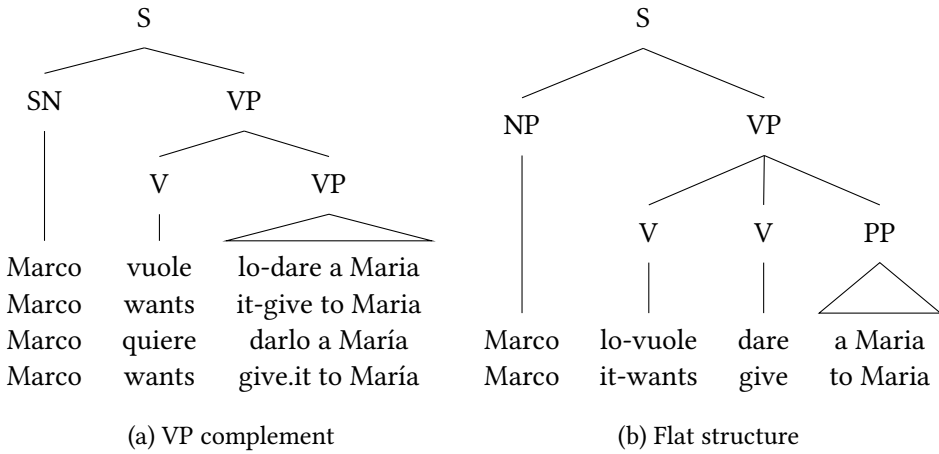 S
SN VP
V VP
Marco vuole lo-dare a Maria
Marco wants it-give to Maria
Marco quiere darlo a María
Marco wants give.it to María
(a) VP complement
S
NP VP
V V PP
Marco lo-vuole dare a Maria
Marco it-wants give to Maria
(b) Flat structure